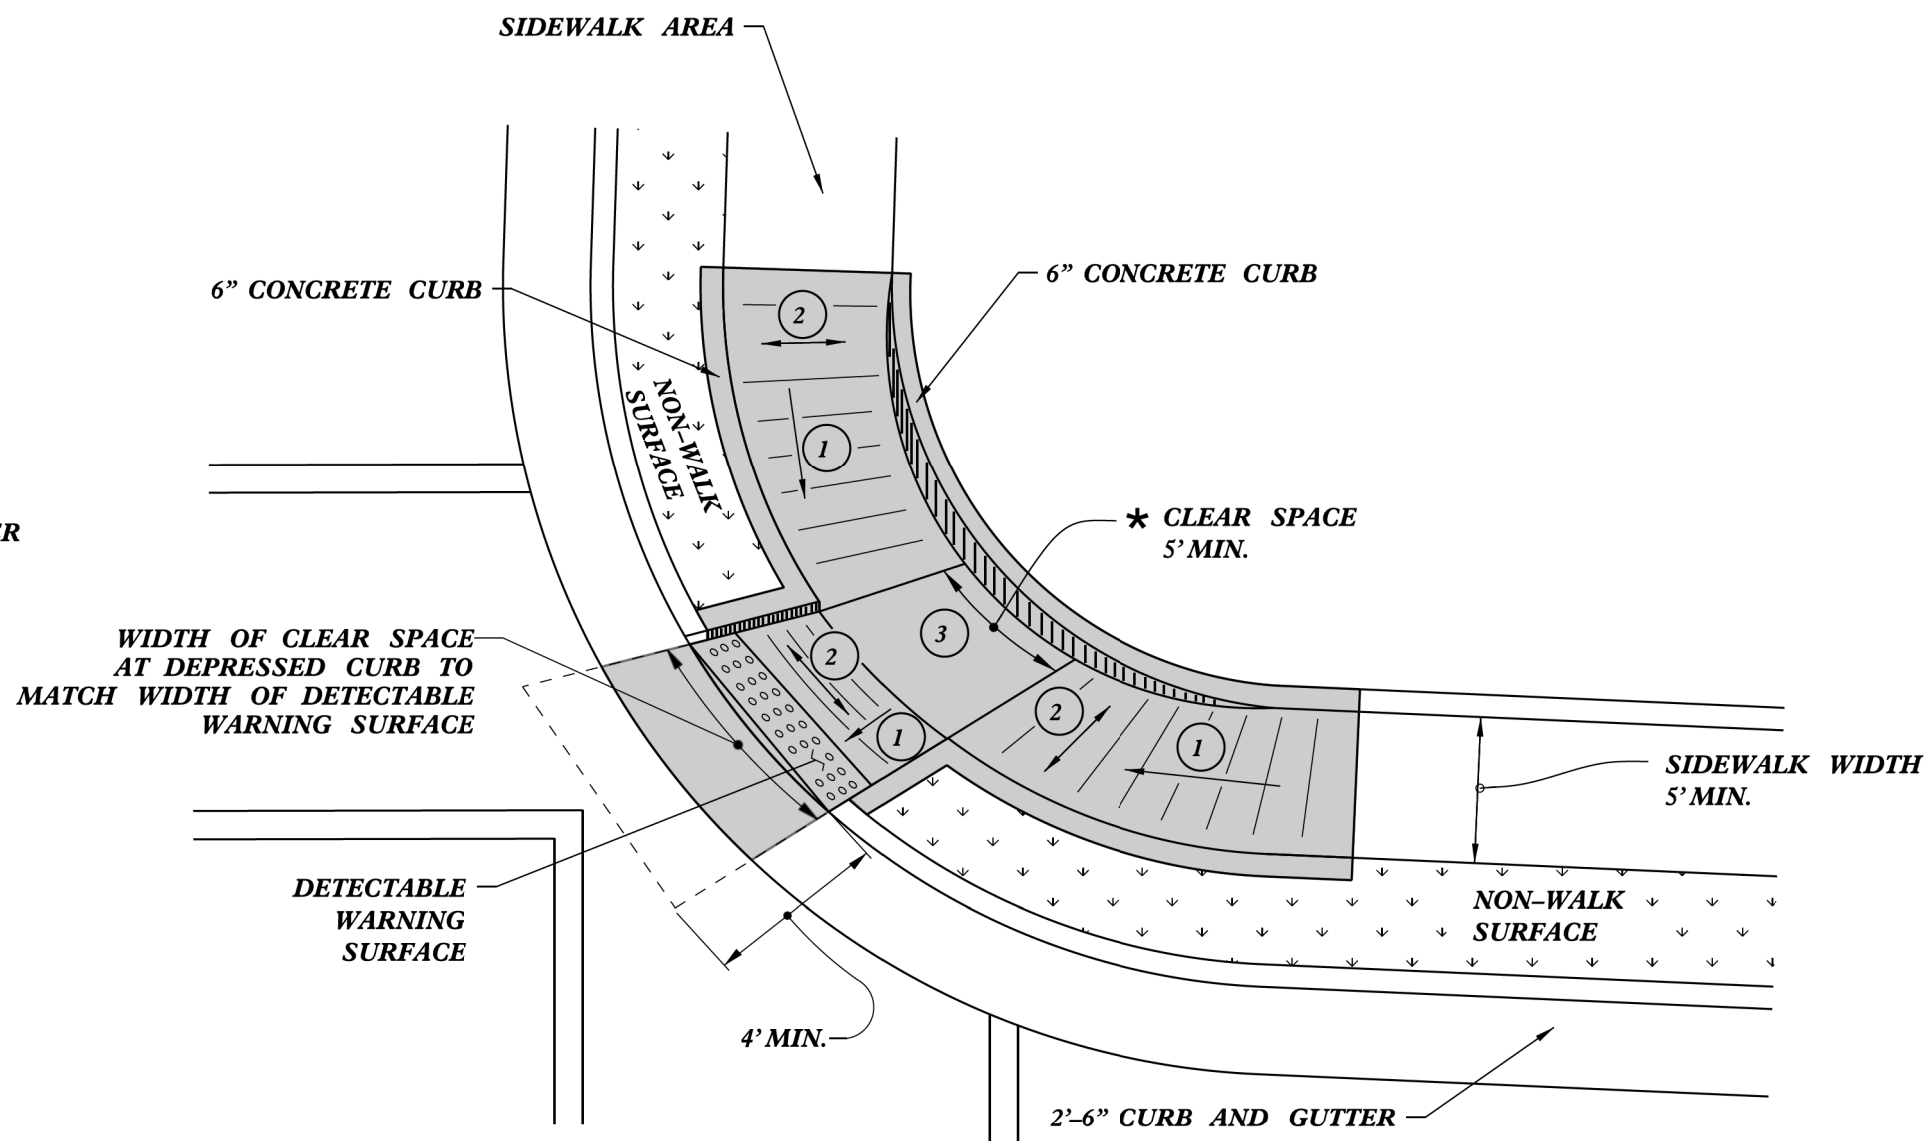 SIDEWALK AREA
6” CONCRETE CURB
6” CONCRETE CURB
2
NON–WALK
SURFACE
1
* CLEAR SPACE
5’ MIN.
ER
WIDTH OF CLEAR SPACE
AT DEPRESSED CURB TO
MATCH WIDTH OF DETECTABLE
WARNING SURFACE
3
2
1
2
1
SIDEWALK WIDTH
5’ MIN.
DETECTABLE
WARNING
SURFACE
NON–WALK
SURFACE
4’ MIN.
2’–6” CURB AND GUTTER